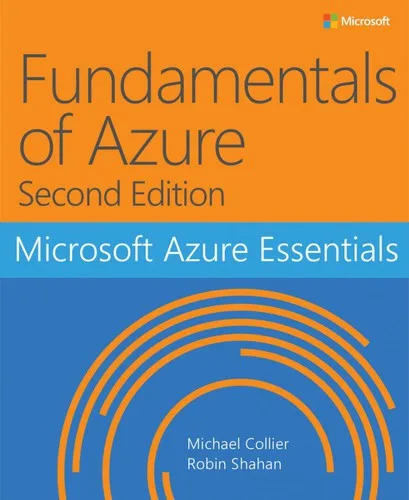 Microsoft
Fundamentals
of Azure
Second Edition
Microsoft Azure Essentials
Michael Collier
Robin Shahan